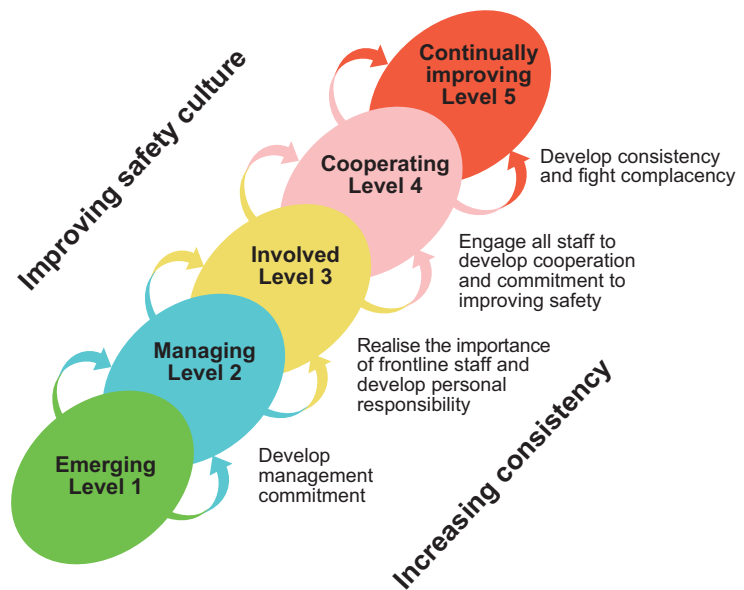 Improving safety culture
Continually
improving
Level 5
Develop consistency
and fight complacency
Cooperating
Level 4
Engage all staff to
develop cooperation
and commitment to
improving safety
Involved
Level 3
Realise the importance
of frontline staff and
develop personal
responsibility
Managing
Level 2
Develop
management
commitment
Emerging
Level 1
Increasing consistency